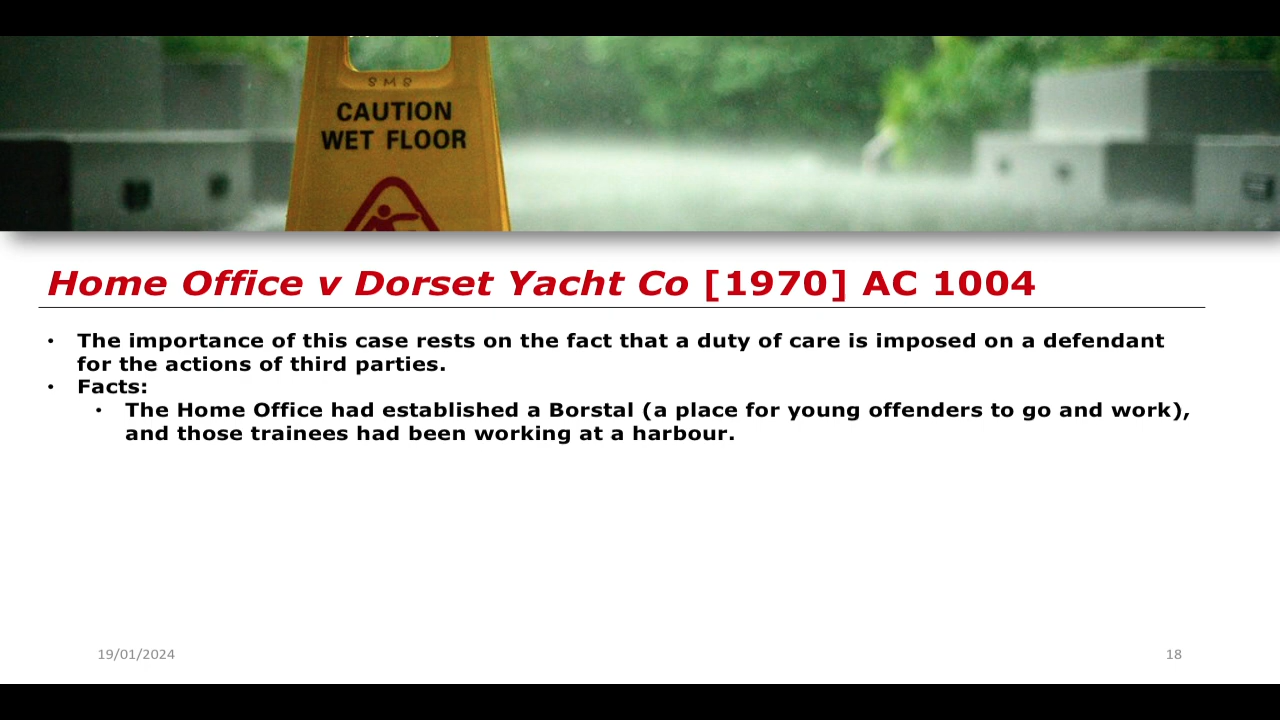 SMS
CAUTION
WET FLOOR
Home Office v Dorset Yacht Co [1970] AC 1004
• The importance of this case rests on the fact that a duty of care is imposed on a defendant
for the actions of third parties.
• Facts:
• The Home Office had established a Borstal (a place for young offenders to go and work),
and those trainees had been working at a harbour.
19/01/2024
18